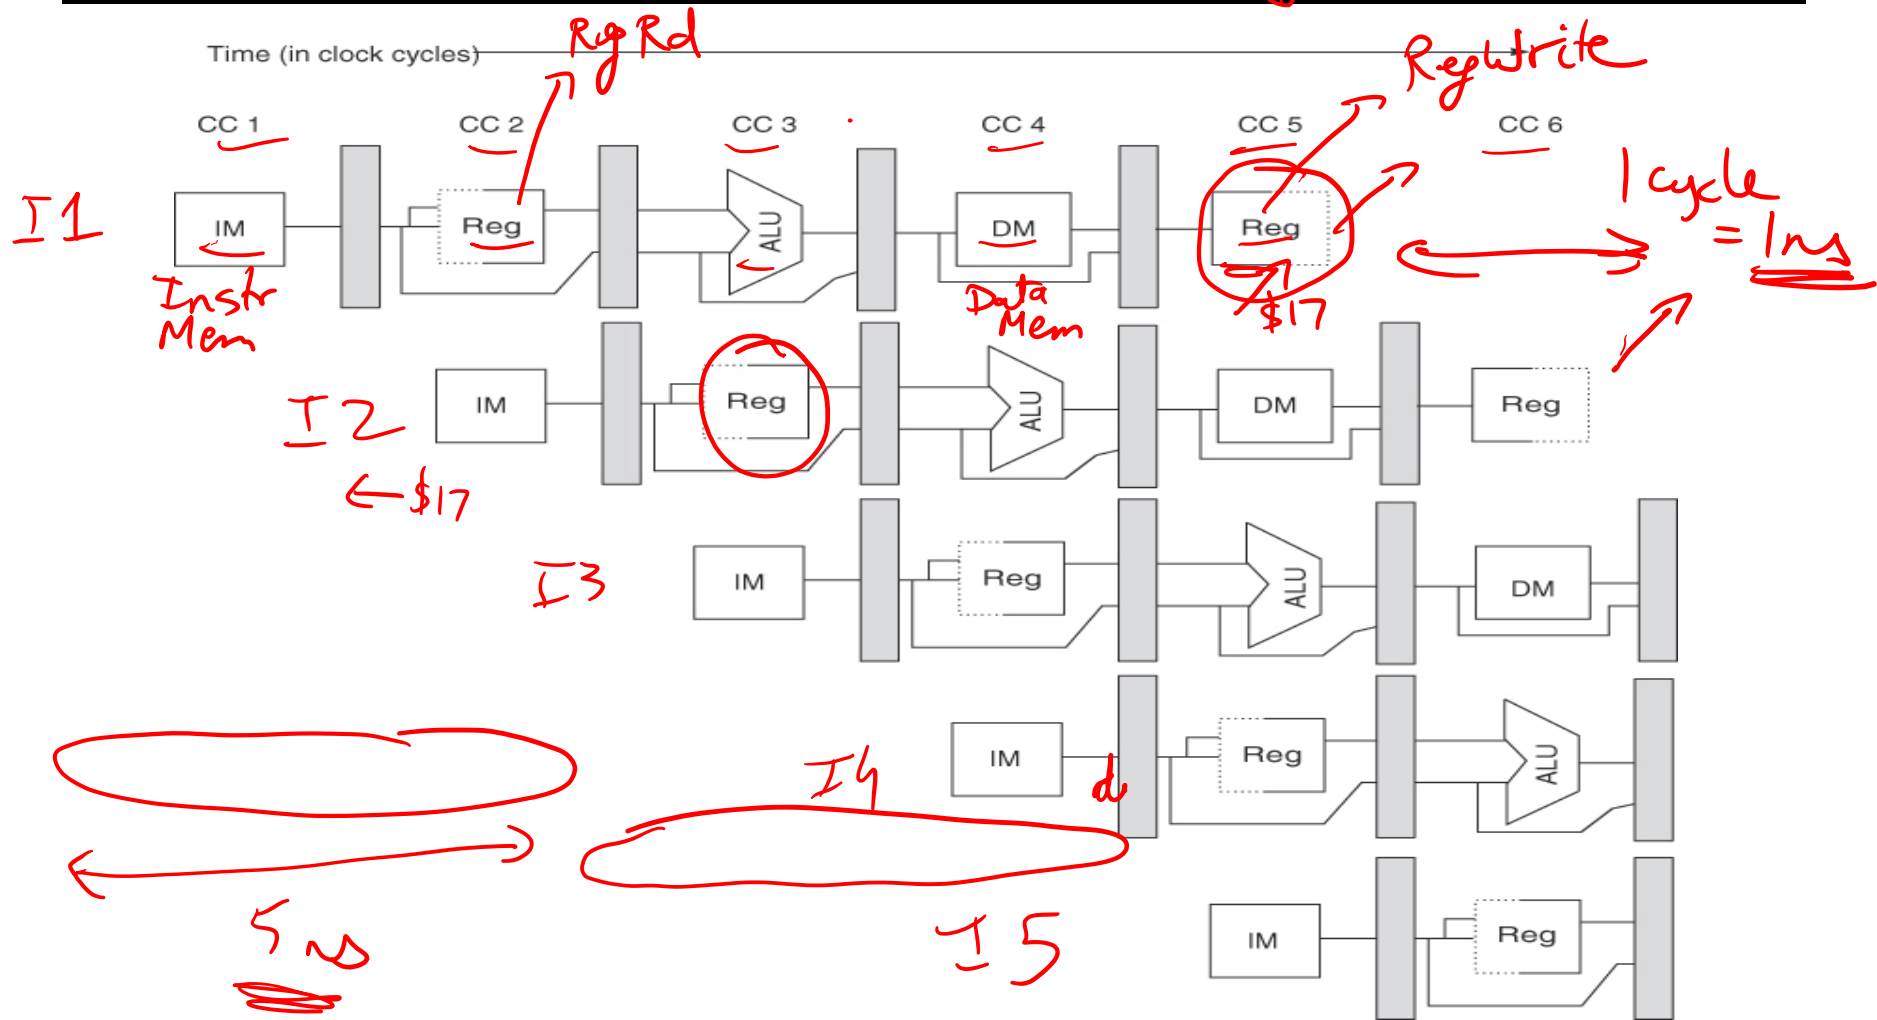 Rg Rd
RegWrite
Time (in clock cycles)
CC 1 CC 2 CC 3 CC 4 CC 5 CC 6
1 cycle
= 1ns
I1 IM Reg ALU DM Reg
Instr
Mem
Data
Mem
$17
I2 IM Reg ALU DM Reg
← $17
I3 IM Reg ALU DM
I4 IM d Reg ALU
5 ns
I5 IM Reg